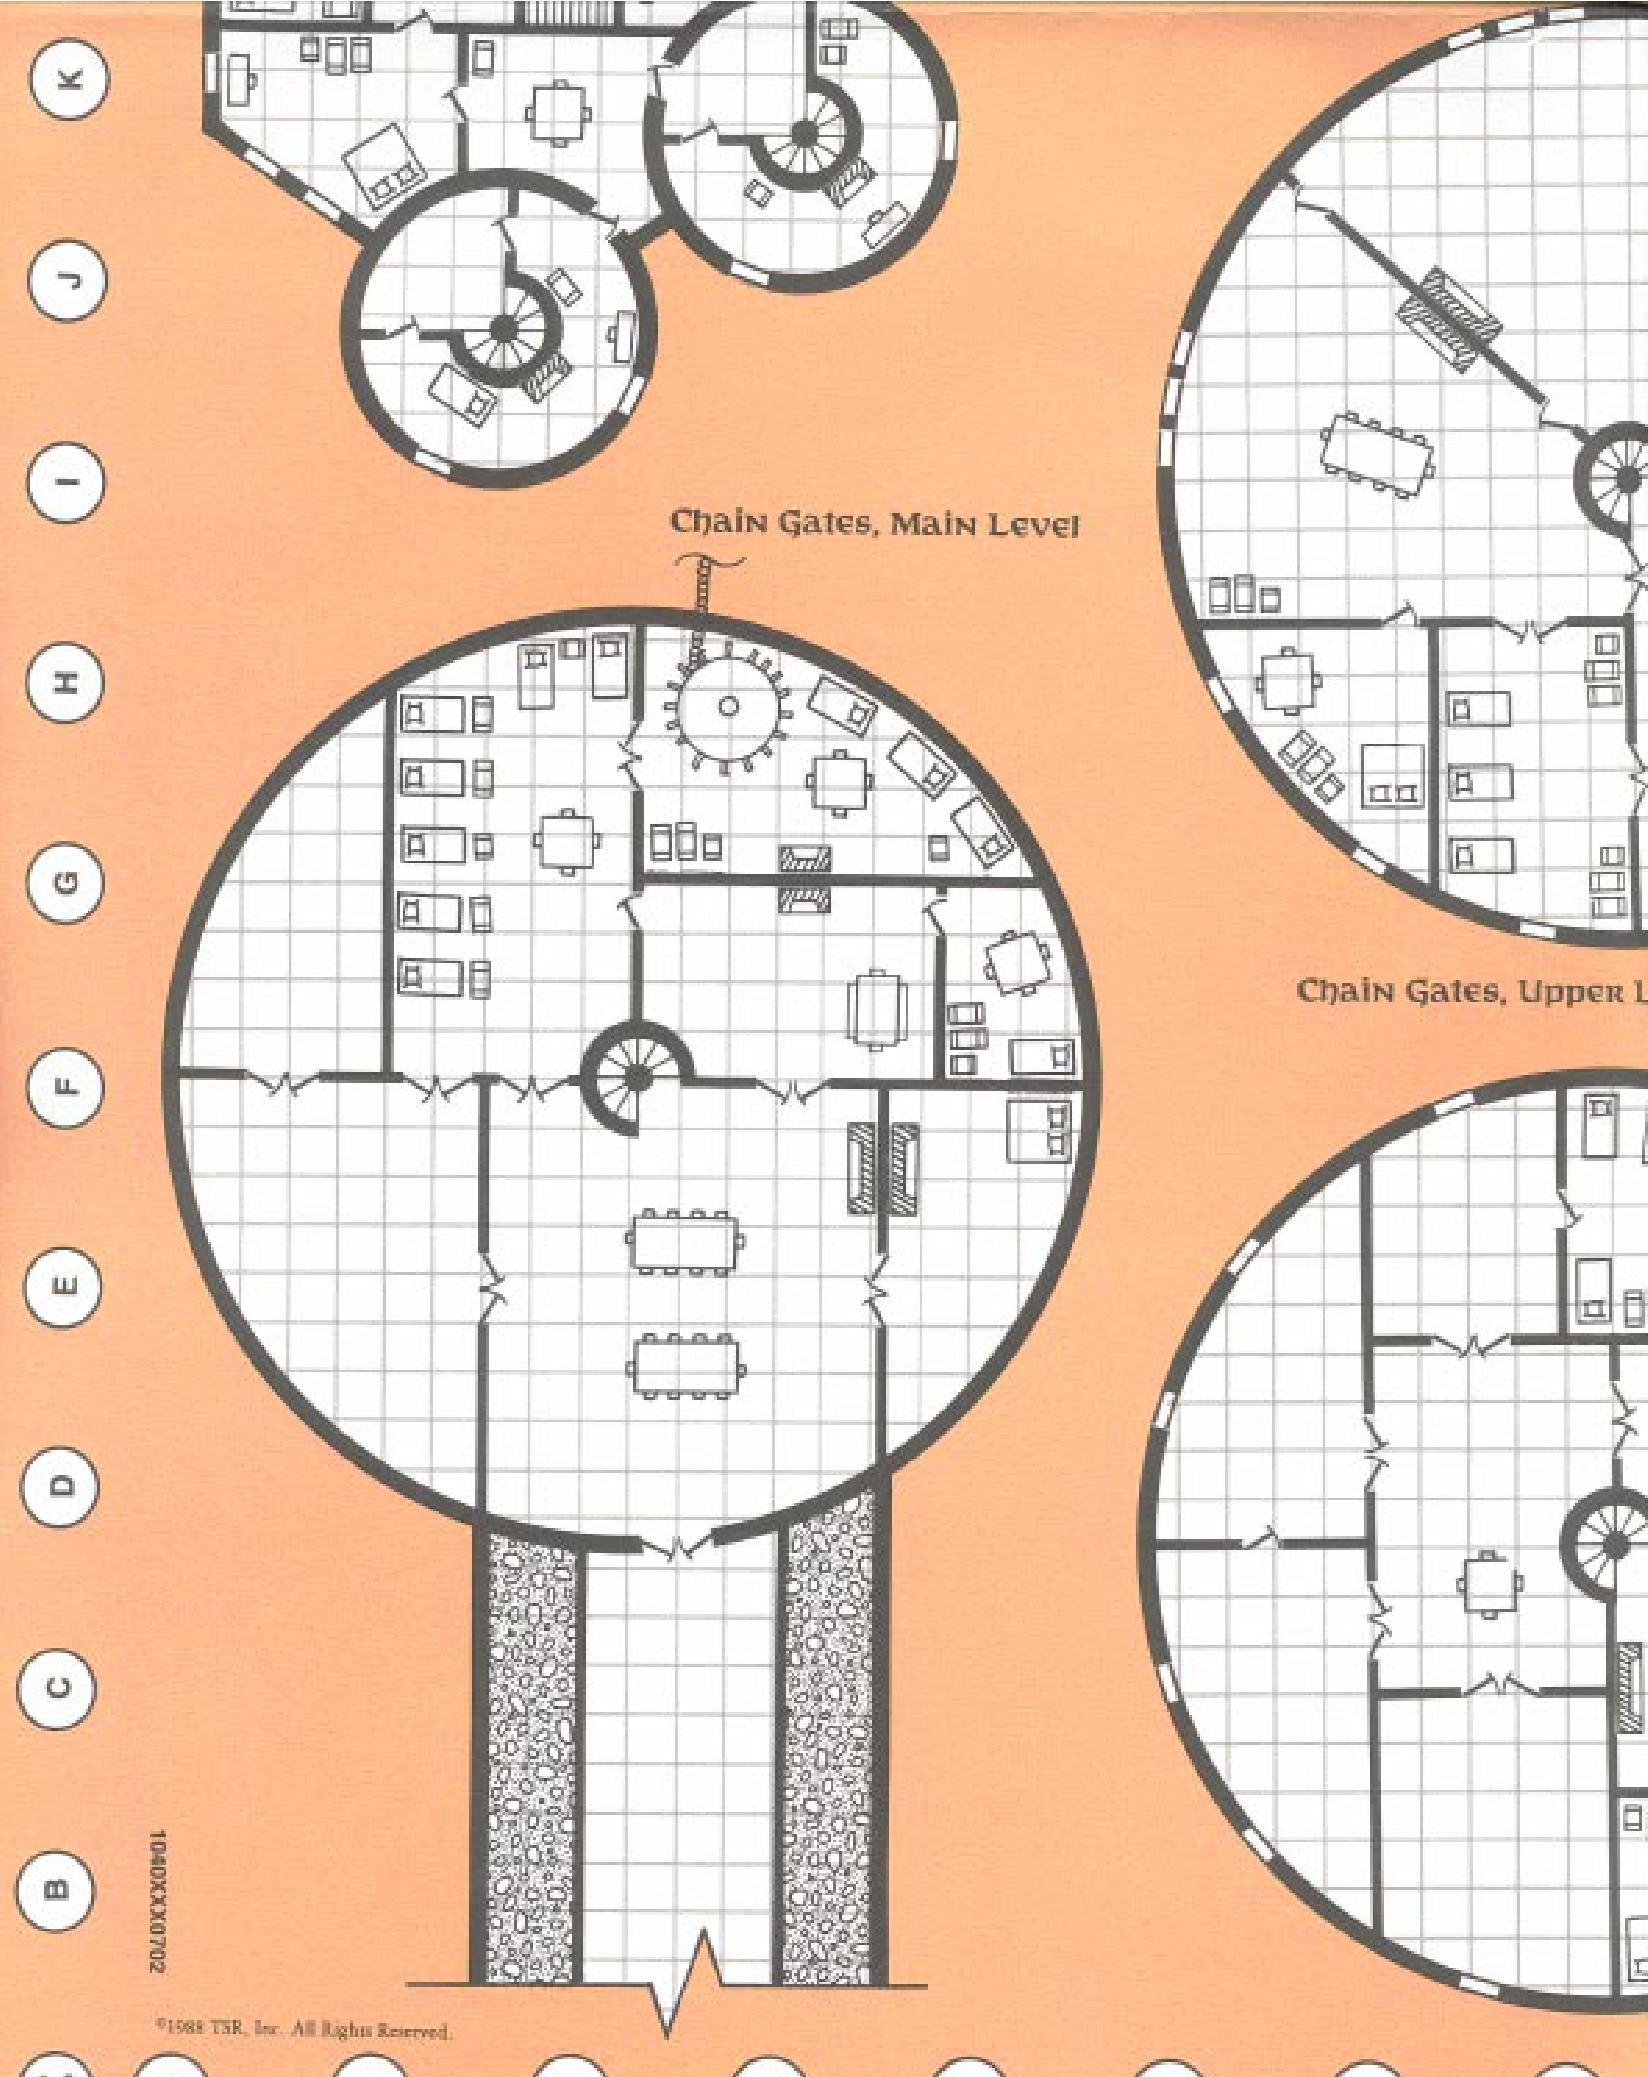 K
J
I
Chain Gates, Main Level
H
G
Chain Gates, Upper L
F
E
D
C
B
1040XXX0702
©1988 TSR, Inc. All Rights Reserved.